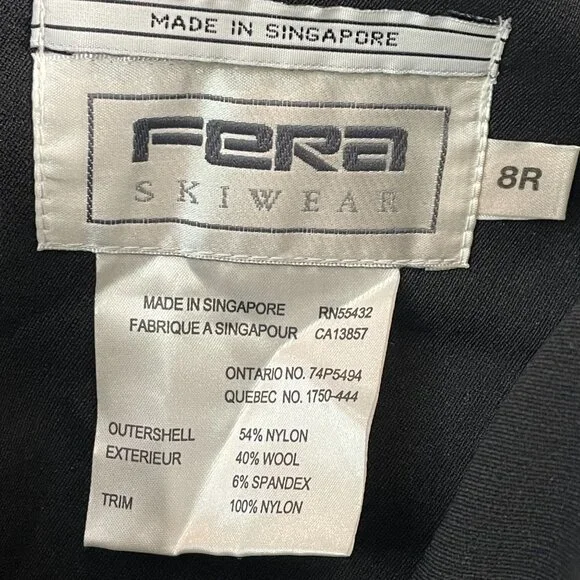 MADE IN SINGAPORE
Fera
SKIWEAR
8R
MADE IN SINGAPORE RN55432
FABRIQUE A SINGAPOUR CA13857
ONTARIO NO. 74P5494
QUEBEC NO. 1750-444
OUTERSHELL 54% NYLON
EXTERIEUR 40% WOOL
6% SPANDEX
TRIM 100% NYLON